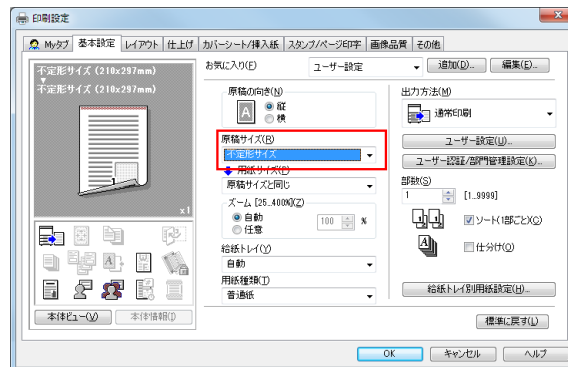 印刷設定
Myタブ 基本設定 レイアウト 仕上げ カバーシート/挿入紙 スタンプ/ページ印字 画像品質 その他
不定形サイズ (210x297mm)
不定形サイズ (210x297mm)
1
x1
本体ビュー(V) 本体情報(I)
お気に入り(E) ユーザー設定 追加(D)... 編集(F)...
原稿の向き(N)
A
縦
横
原稿サイズ(R)
不定形サイズ
用紙サイズ(P)
原稿サイズと同じ
ズーム [25..400%](Z)
自動
任意
100 %
給紙トレイ(Y)
自動
用紙種類(T)
普通紙
出力方法(M)
通常印刷
ユーザー設定(U)...
ユーザー認証/部門管理設定(K)...
部数(S)
1 [1..9999]
ソート(1部ごと)(C)
仕分け(O)
給紙トレイ別用紙設定(H)...
標準に戻す(L)
OK キャンセル ヘルプ